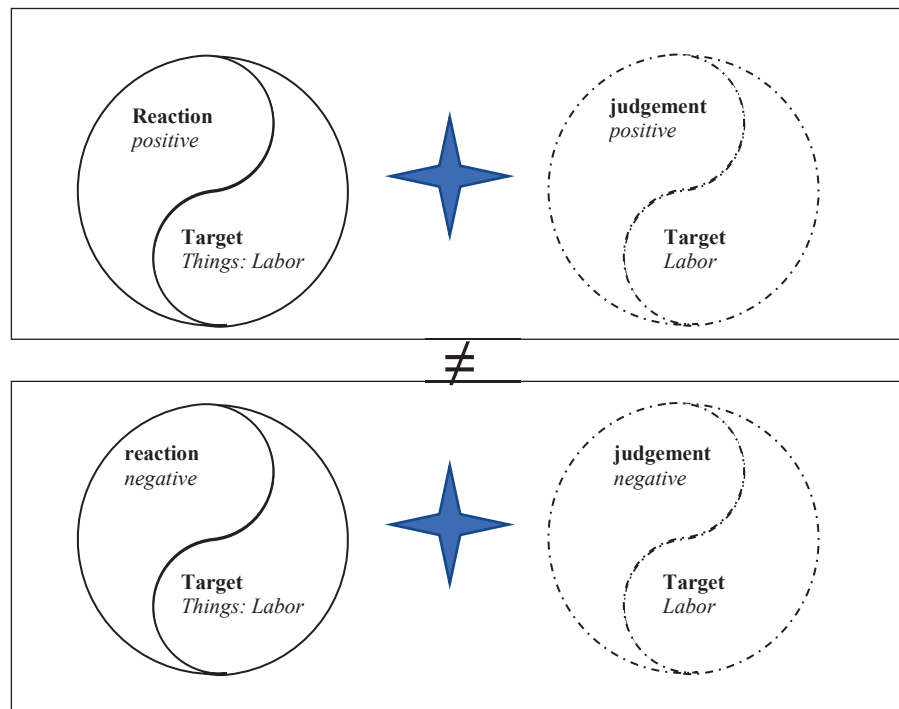 Reaction
positive
Target
Things: Labor
judgement
positive
Target
Labor
≠
reaction
negative
Target
Things: Labor
judgement
negative
Target
Labor